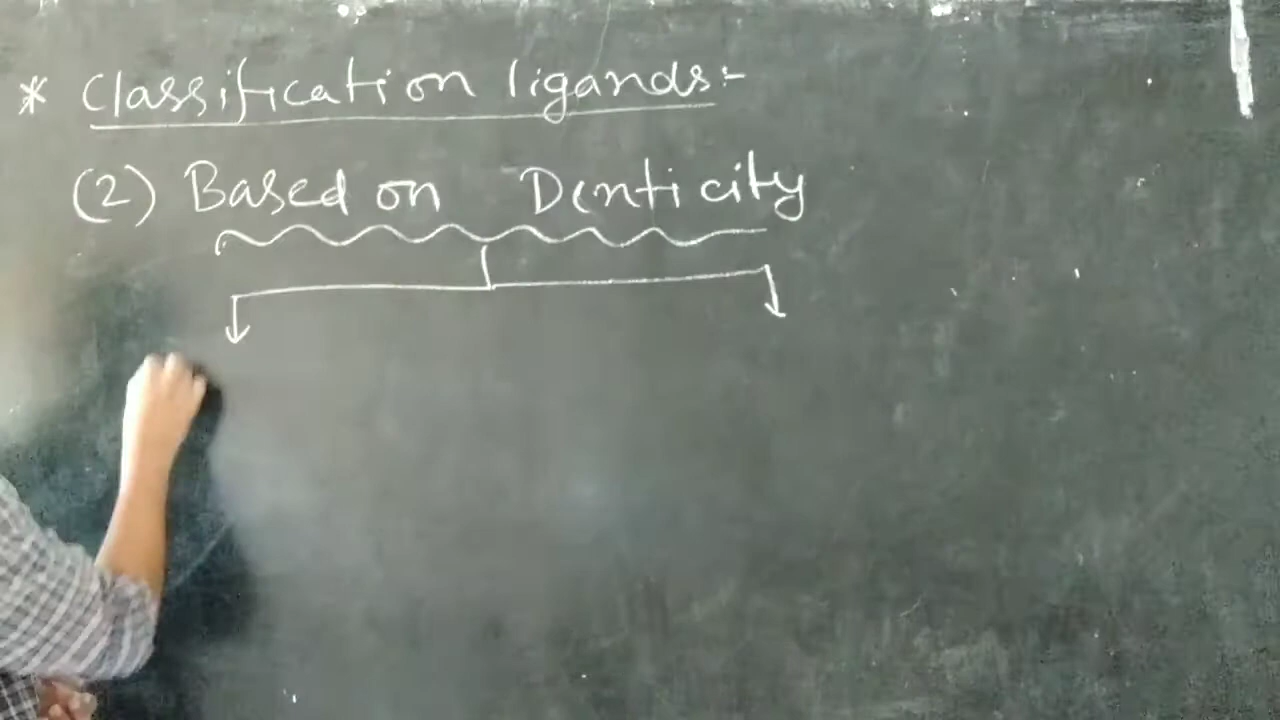 * Classification ligands:-
(2) Based on Denticity